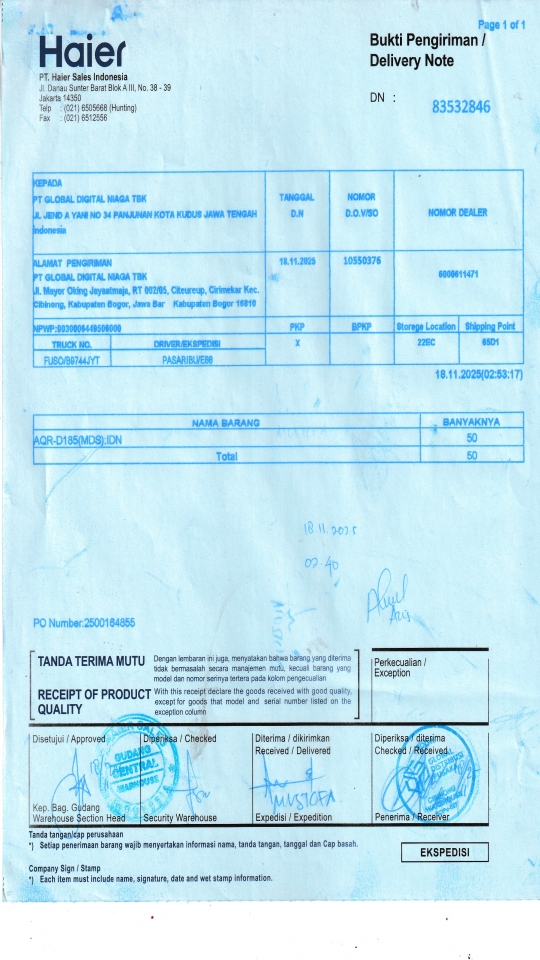 Page 1 of 1
Haier
Bukti Pengiriman /
Delivery Note
PT. Haier Sales Indonesia
Jl. Danau Sunter Barat Blok A III, No. 38 - 39
Jakarta 14350
Telp : (021) 6505668 (Hunting)
Fax : (021) 6512556
DN : 83532846
KEPADA
PT GLOBAL DIGITAL NIAGA TBK
JL JEND A YANI NO 34 PANJUNAN KOTA KUDUS JAWA TENGAH
Indonesia
TANGGAL
D.N
NOMOR
D.O.V/SO
NOMOR DEALER
ALAMAT PENGIRIMAN
PT GLOBAL DIGITAL NIAGA TBK
Jl. Mayor Oking Jayaatmaja, RT 002/05, Citeureup, Cirimekar Kec.
Cibinong, Kabupaten Bogor, Jawa Bar Kabupaten Bogor 16810
18.11.2025
10550376
6000611471
PKP
BPKP
Storage Location
Shipping Point
TRUCK NO.
DRIVER/EKSPEDISI
X
22EC
65D1
FUSO/B9744JYT
18.11.2025(02:53:17)
NAMA BARANG
BANYAKNYA
AQR-D185(MDS);IDN
50
Total
50
18.11.2025
02.40
Azis
PO Number:2500164855
TANDA TERIMA MUTU
Dengan lembaran ini juga, menyatakan bahwa barang yang diterima
tidak bermasalah secara manajemen mutu, kecuali barang yang
model dan nomor serinya tertera pada kolom pengecualian
RECEIPT OF PRODUCT
QUALITY
With this receipt declare the goods received with good quality,
except for goods that model and serial number listed on the
exception column
Perkecualian /
Exception
Disetujui / Approved
Diperiksa / Checked
Diterima / dikirimkan
Received / Delivered
Diperiksa / diterima
Checked / Received
GUDANG
CENTRAL
WAREHOUSE
MUSTOFA
Kep. Bag. Gudang
Warehouse Section Head
Security Warehouse
Expedisi / Expedition
Penerima / Receiver
Tanda tangan/cap perusahaan
*) Setiap penerimaan barang wajib menyertakan informasi nama, tanda tangan, tanggal dan Cap basah.
EKSPEDISI
Company Sign / Stamp
*) Each item must include name, signature, date and wet stamp information.